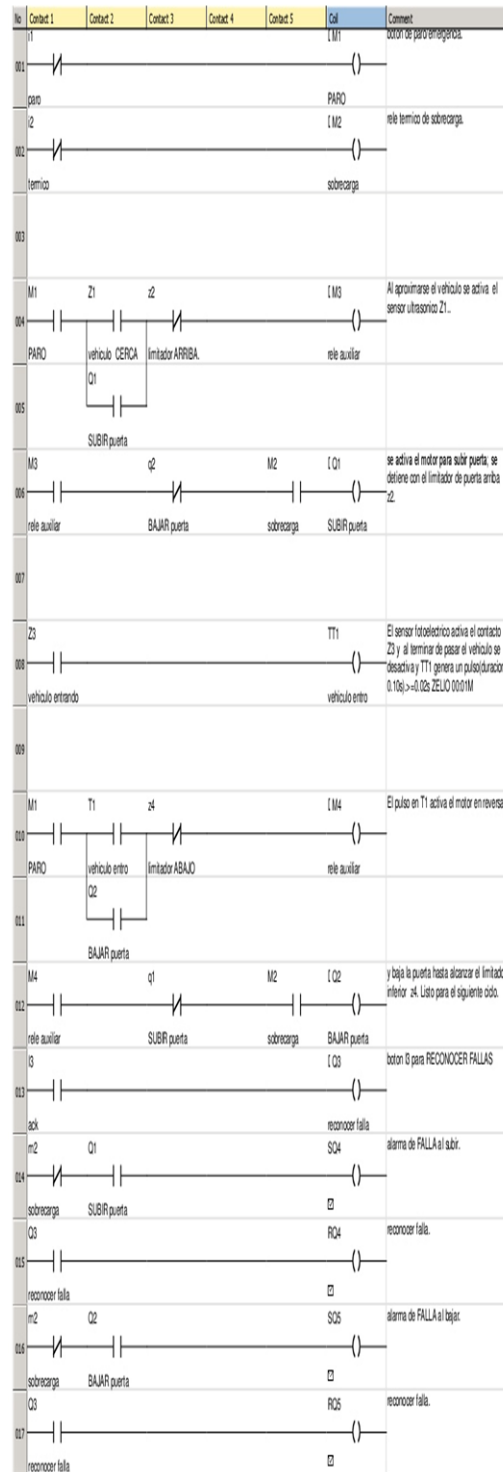 No Contact 1 Contact 2 Contact 3 Contact 4 Contact 5 Coil Comment
i1 [ M1 boton de paro/emergencia.
001
paro PARO
i2 [ M2 rele termico de sobrecarga.
002
termico sobrecarga
003
M1 Z1 z2 [ M3 Al aproximarse el vehiculo se activa el
sensor ultrasonico Z1..
004
PARO vehiculo CERCA limitador ARRIBA. rele auxiliar
Q1
005
SUBIR puerta
M3 q2 M2 [ Q1 se activa el motor para subir puerta; se
detiene con el limitador de puerta arriba
z2.
006
rele auxiliar BAJAR puerta sobrecarga SUBIR puerta
007
Z3 TT1 El sensor fotoelectrico activa el contacto
Z3 y al terminar de pasar el vehiculo se
desactiva y TT1 genera un pulso(duracion
0.10s).>=0.02s ZELIO 00:01M
008
vehiculo entrando vehiculo entro
009
M1 T1 z4 [ M4 El pulso en T1 activa el motor en reversa
010
PARO vehiculo entro limitador ABAJO rele auxiliar
Q2
011
BAJAR puerta
M4 q1 M2 [ Q2 y baja la puerta hasta alcanzar el limitado
inferior z4. Listo para el siguiente ciclo.
012
rele auxiliar SUBIR puerta sobrecarga BAJAR puerta
I3 [ Q3 boton I3 para RECONOCER FALLAS
013
ack reconocer falla
m2 Q1 SQ4 alarma de FALLA al subir.
014
sobrecarga SUBIR puerta
Q3 RQ4 reconocer falla.
015
reconocer falla
m2 Q2 SQ5 alarma de FALLA al bajar.
016
sobrecarga BAJAR puerta
Q3 RQ5 reconocer falla.
017
reconocer falla